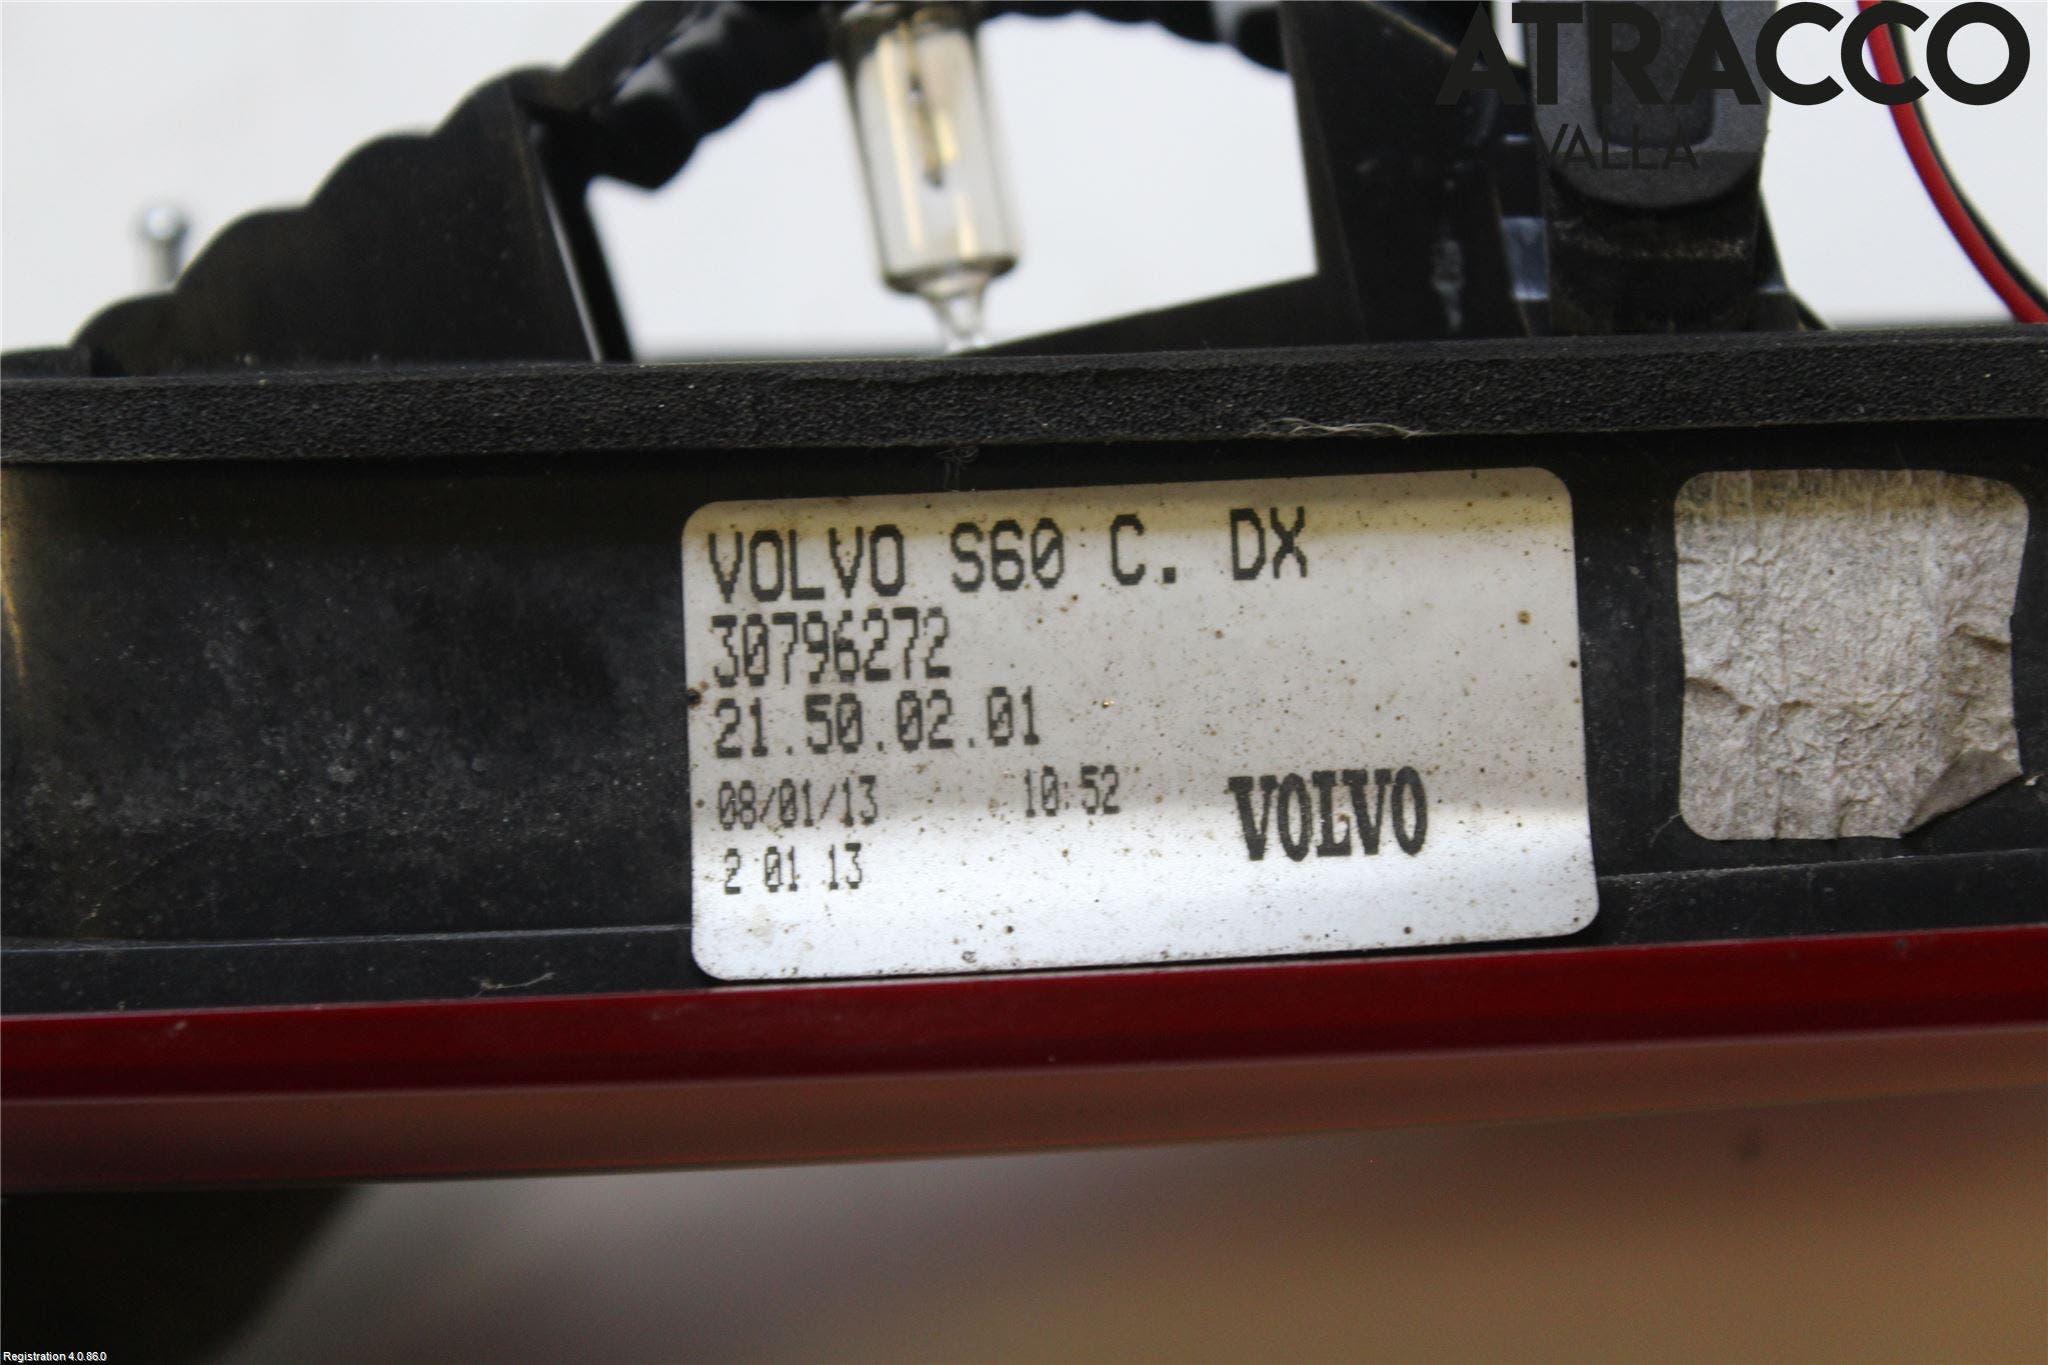 ATRACCO
VALLA
VOLVO S60 C. DX
30796272
21.50.02.01
08/01/13 10:52
VOLVO
2 01 13
Registration 4.0.86.0